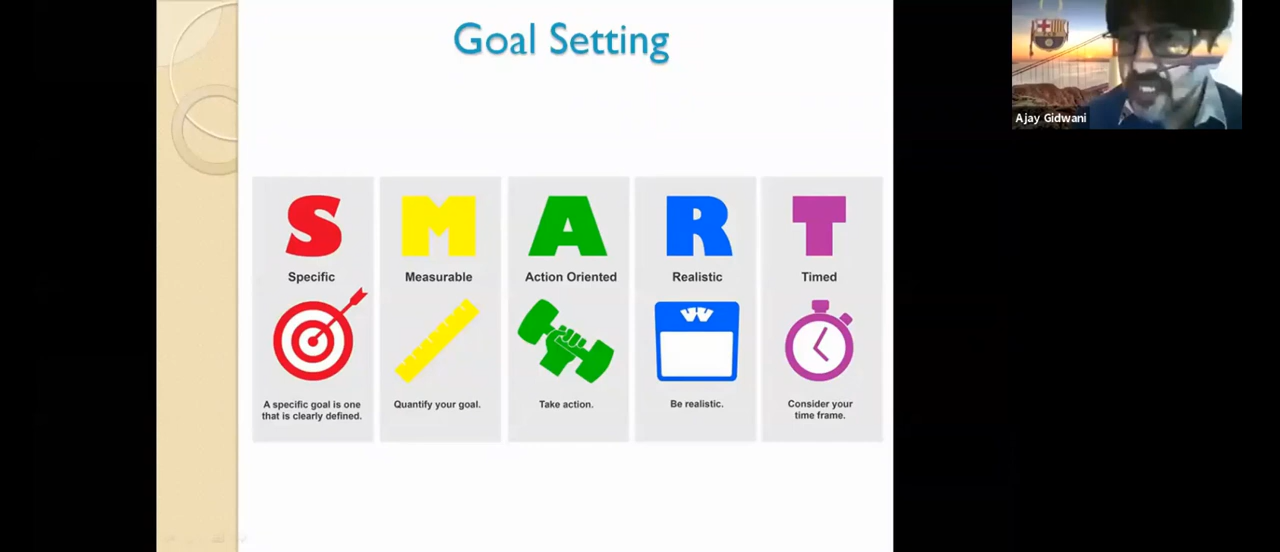 Goal Setting
S M A R T
Specific Measurable Action Oriented Realistic Timed
A specific goal is one
that is clearly defined.
Quantify your goal.
Take action.
Be realistic.
Consider your
time frame.
Ajay Gidwani